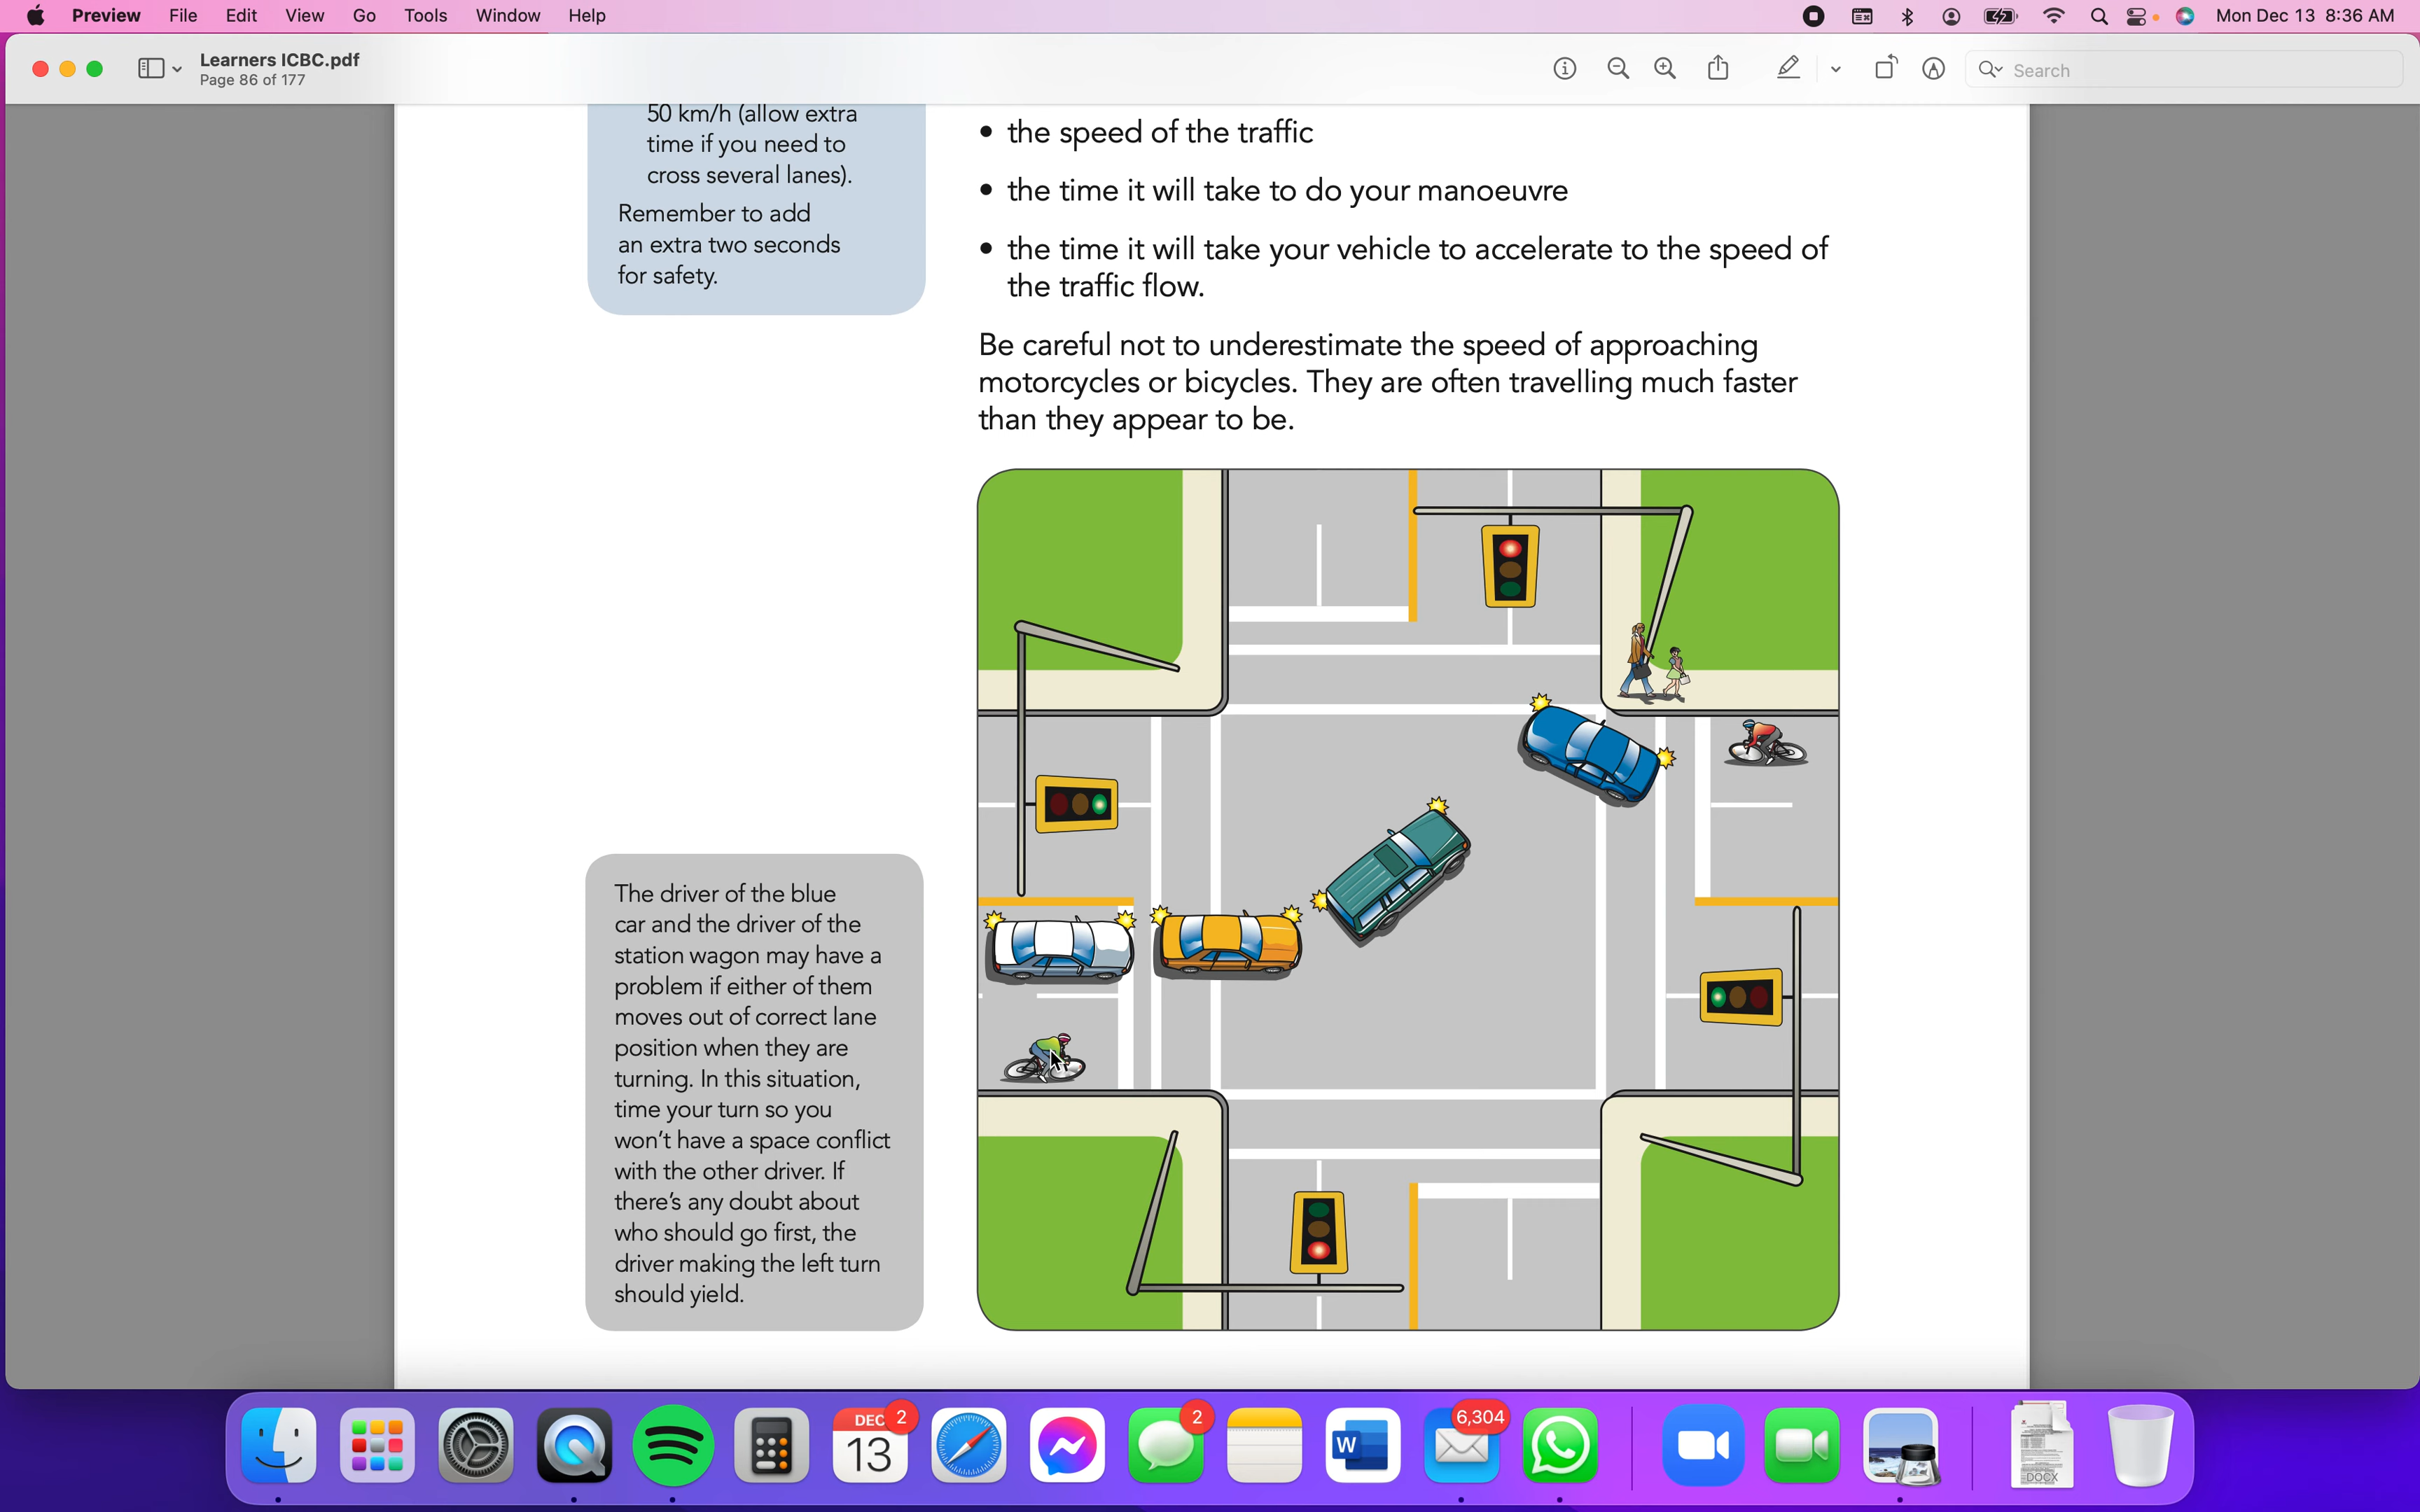 Preview File Edit View Go Tools Window Help Mon Dec 13 8:36 AM
Learners ICBC.pdf
Page 86 of 177
Search
50 km/h (allow extra
time if you need to
cross several lanes).
Remember to add
an extra two seconds
for safety.
• the speed of the traffic
• the time it will take to do your manoeuvre
• the time it will take your vehicle to accelerate to the speed of
the traffic flow.
Be careful not to underestimate the speed of approaching
motorcycles or bicycles. They are often travelling much faster
than they appear to be.
The driver of the blue
car and the driver of the
station wagon may have a
problem if either of them
moves out of correct lane
position when they are
turning. In this situation,
time your turn so you
won't have a space conflict
with the other driver. If
there's any doubt about
who should go first, the
driver making the left turn
should yield.
DEC 2
13
2
W
6,304
DOCX